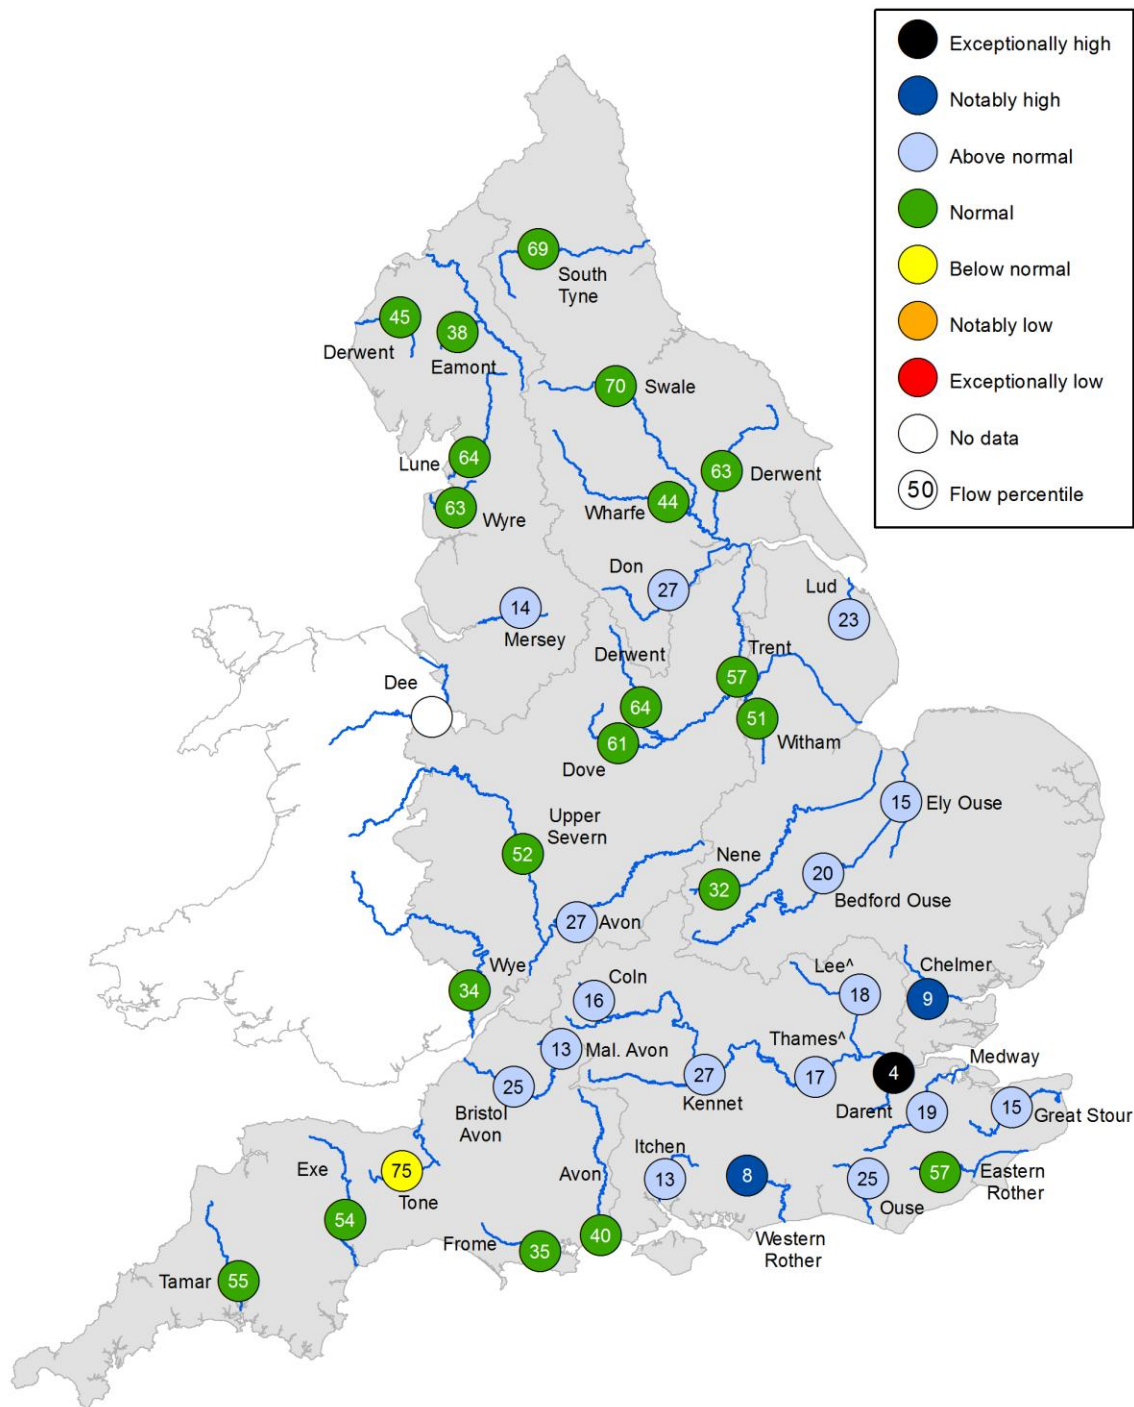 Exceptionally high
Notably high
Above normal
Normal
Below normal
Notably low
Exceptionally low
No data
50 Flow percentile
69
South
Tyne
45
38
Derwent
Eamont
70 Swale
Lune 64
63
Derwent
63 Wyre
Wharfe 44
Don
27
Lud
23
14
Mersey
Derwent
Trent
57
Dee
64
51
Witham
61
Dove
15 Ely Ouse
Upper
Severn
52
Nene
32
20
Bedford Ouse
27 Avon
Wye
34
Coln
16
Lee^
18
Chelmer
9
13 Mal. Avon
Thames^
17
Medway
4
Darent
27
Kennet
25
Bristol
Avon
19
15
Great Stour
Exe
75
Tone
Avon
Itchen
13
8
Western
Rother
25
Ouse
57
Eastern
Rother
54
Frome
35
40
Tamar 55